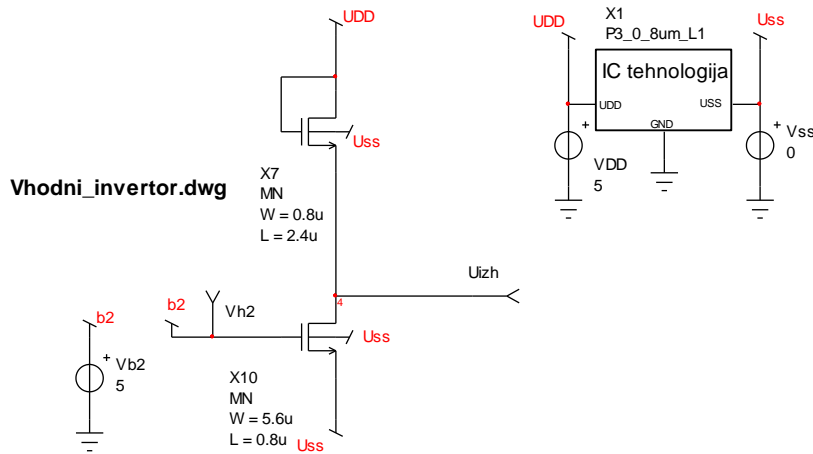 UDD
Uss
X7
MN
W = 0.8u
L = 2.4u
Vhodni_invertor.dwg
Uizh
4
b2
Vh2
Uss
X10
MN
W = 5.6u
L = 0.8u
Uss
b2
+
Vb2
5
X1
P3_0_8um_L1
UDD
Uss
IC tehnologija
UDD
USS
GND
+
VDD
5
+
Vss
0